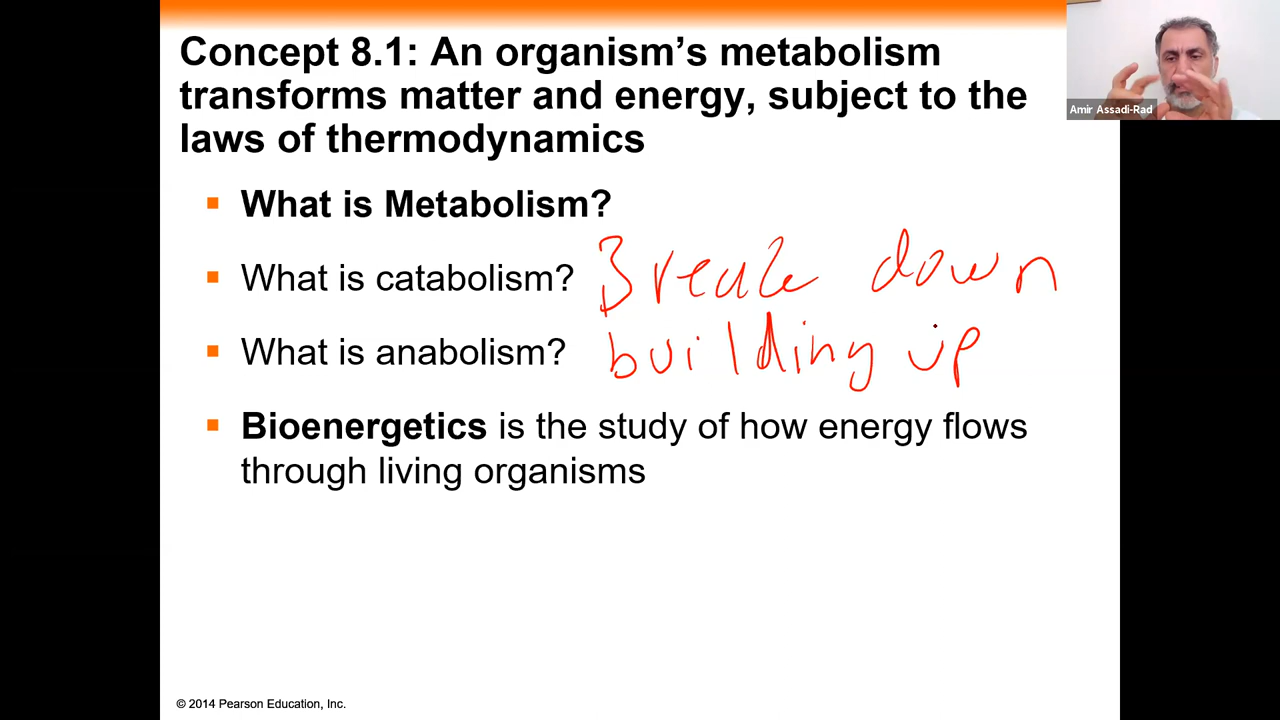 Concept 8.1: An organism's metabolism
transforms matter and energy, subject to the
laws of thermodynamics
Amir Assadi-Rad
What is Metabolism?
What is catabolism? Break down
What is anabolism? building up
Bioenergetics is the study of how energy flows
through living organisms
© 2014 Pearson Education, Inc.